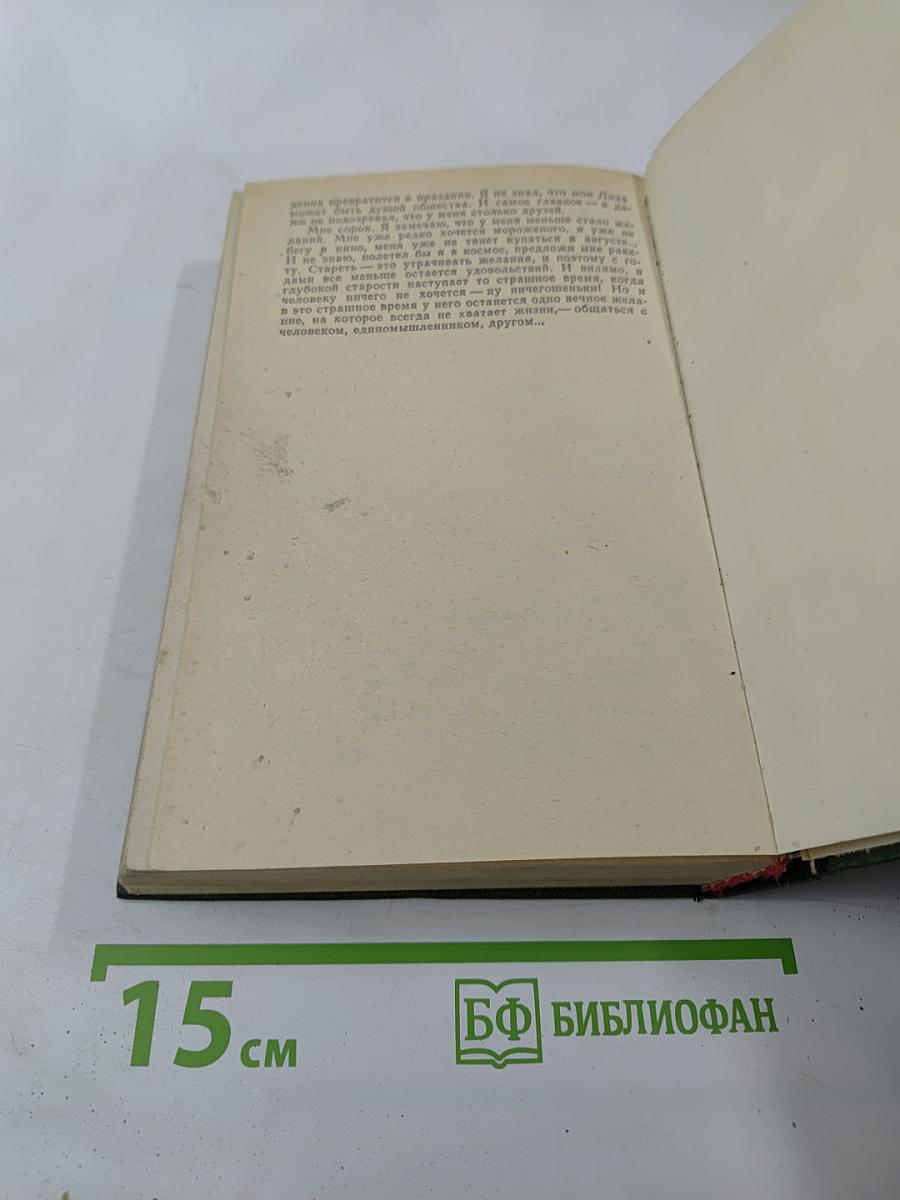 дения превратится в праздник. Я не знал, что моя Лида
может быть душой общества. И самое главное — я да-
же не подозревал, что у меня столько друзей.
Мне сорок. Я замечаю, что у меня меньше стало же-
ланий. Мне уже редко хочется мороженого, я уже не
бегу в кино, меня уже не тянет купаться в августе...
И не знаю, полетел бы я в космос, предложи мне раке-
ту. Стареть — это утрачивать желания, и поэтому с го-
дами все меньше остается удовольствий. И видимо, в
глубокой старости наступает то страшное время, когда
человеку ничего не хочется — ну ничегошеньки! Но и
в это страшное время у него останется одно вечное жела-
ние, на которое всегда не хватает жизни,— общаться с
человеком, единомышленником, другом...
15 см
БФ БИБЛИОФАН